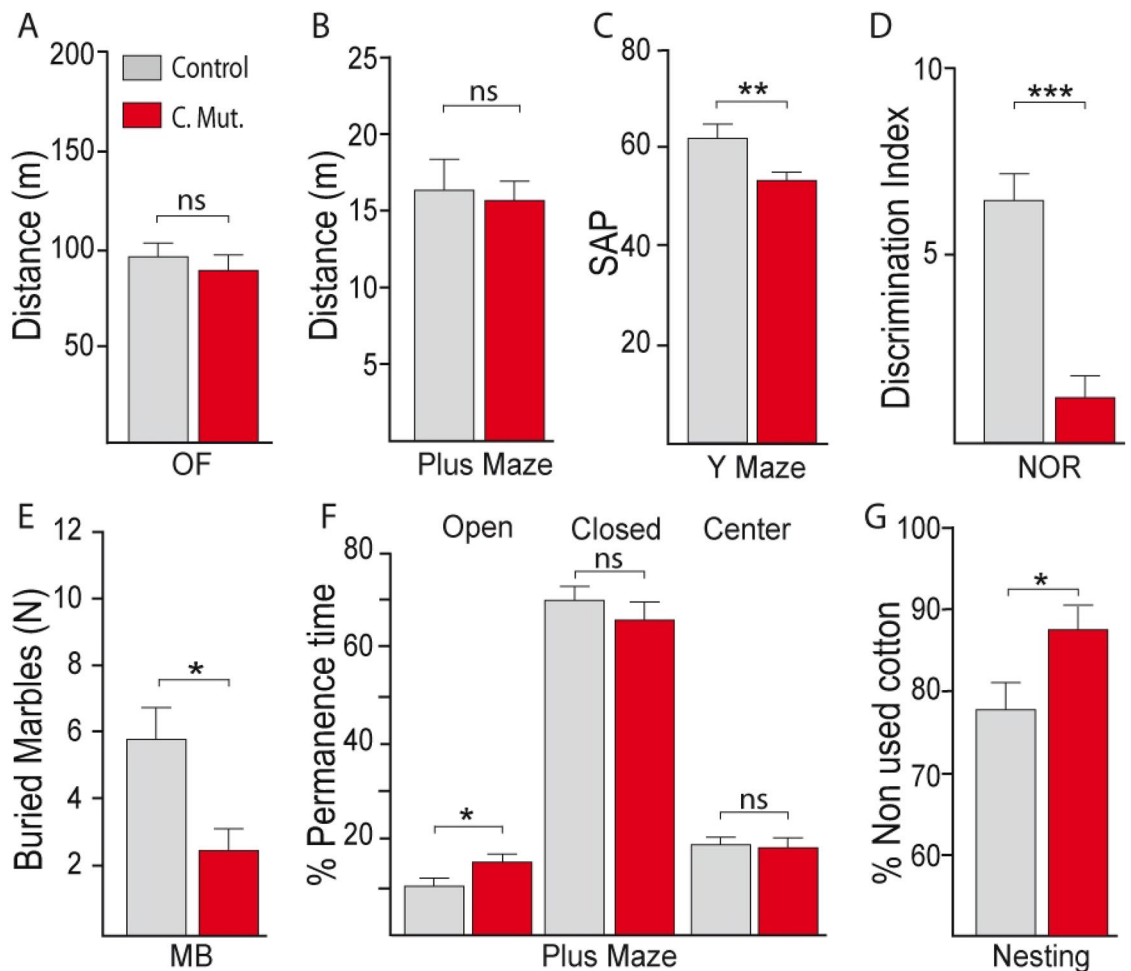 A
Distance (m)
200
150
100
50
Control
C. Mut.
ns
OF
B
Distance (m)
25
20
15
10
5
ns
Plus Maze
C
SAP
80
60
40
20
**
Y Maze
D
Discrimination Index
10
5
***
NOR
E
Buried Marbles (N)
12
10
8
6
4
2
*
MB
F
% Permanence time
80
60
40
20
Open
Closed
Center
*
ns
ns
Plus Maze
G
% Non used cotton
100
90
80
70
60
*
Nesting